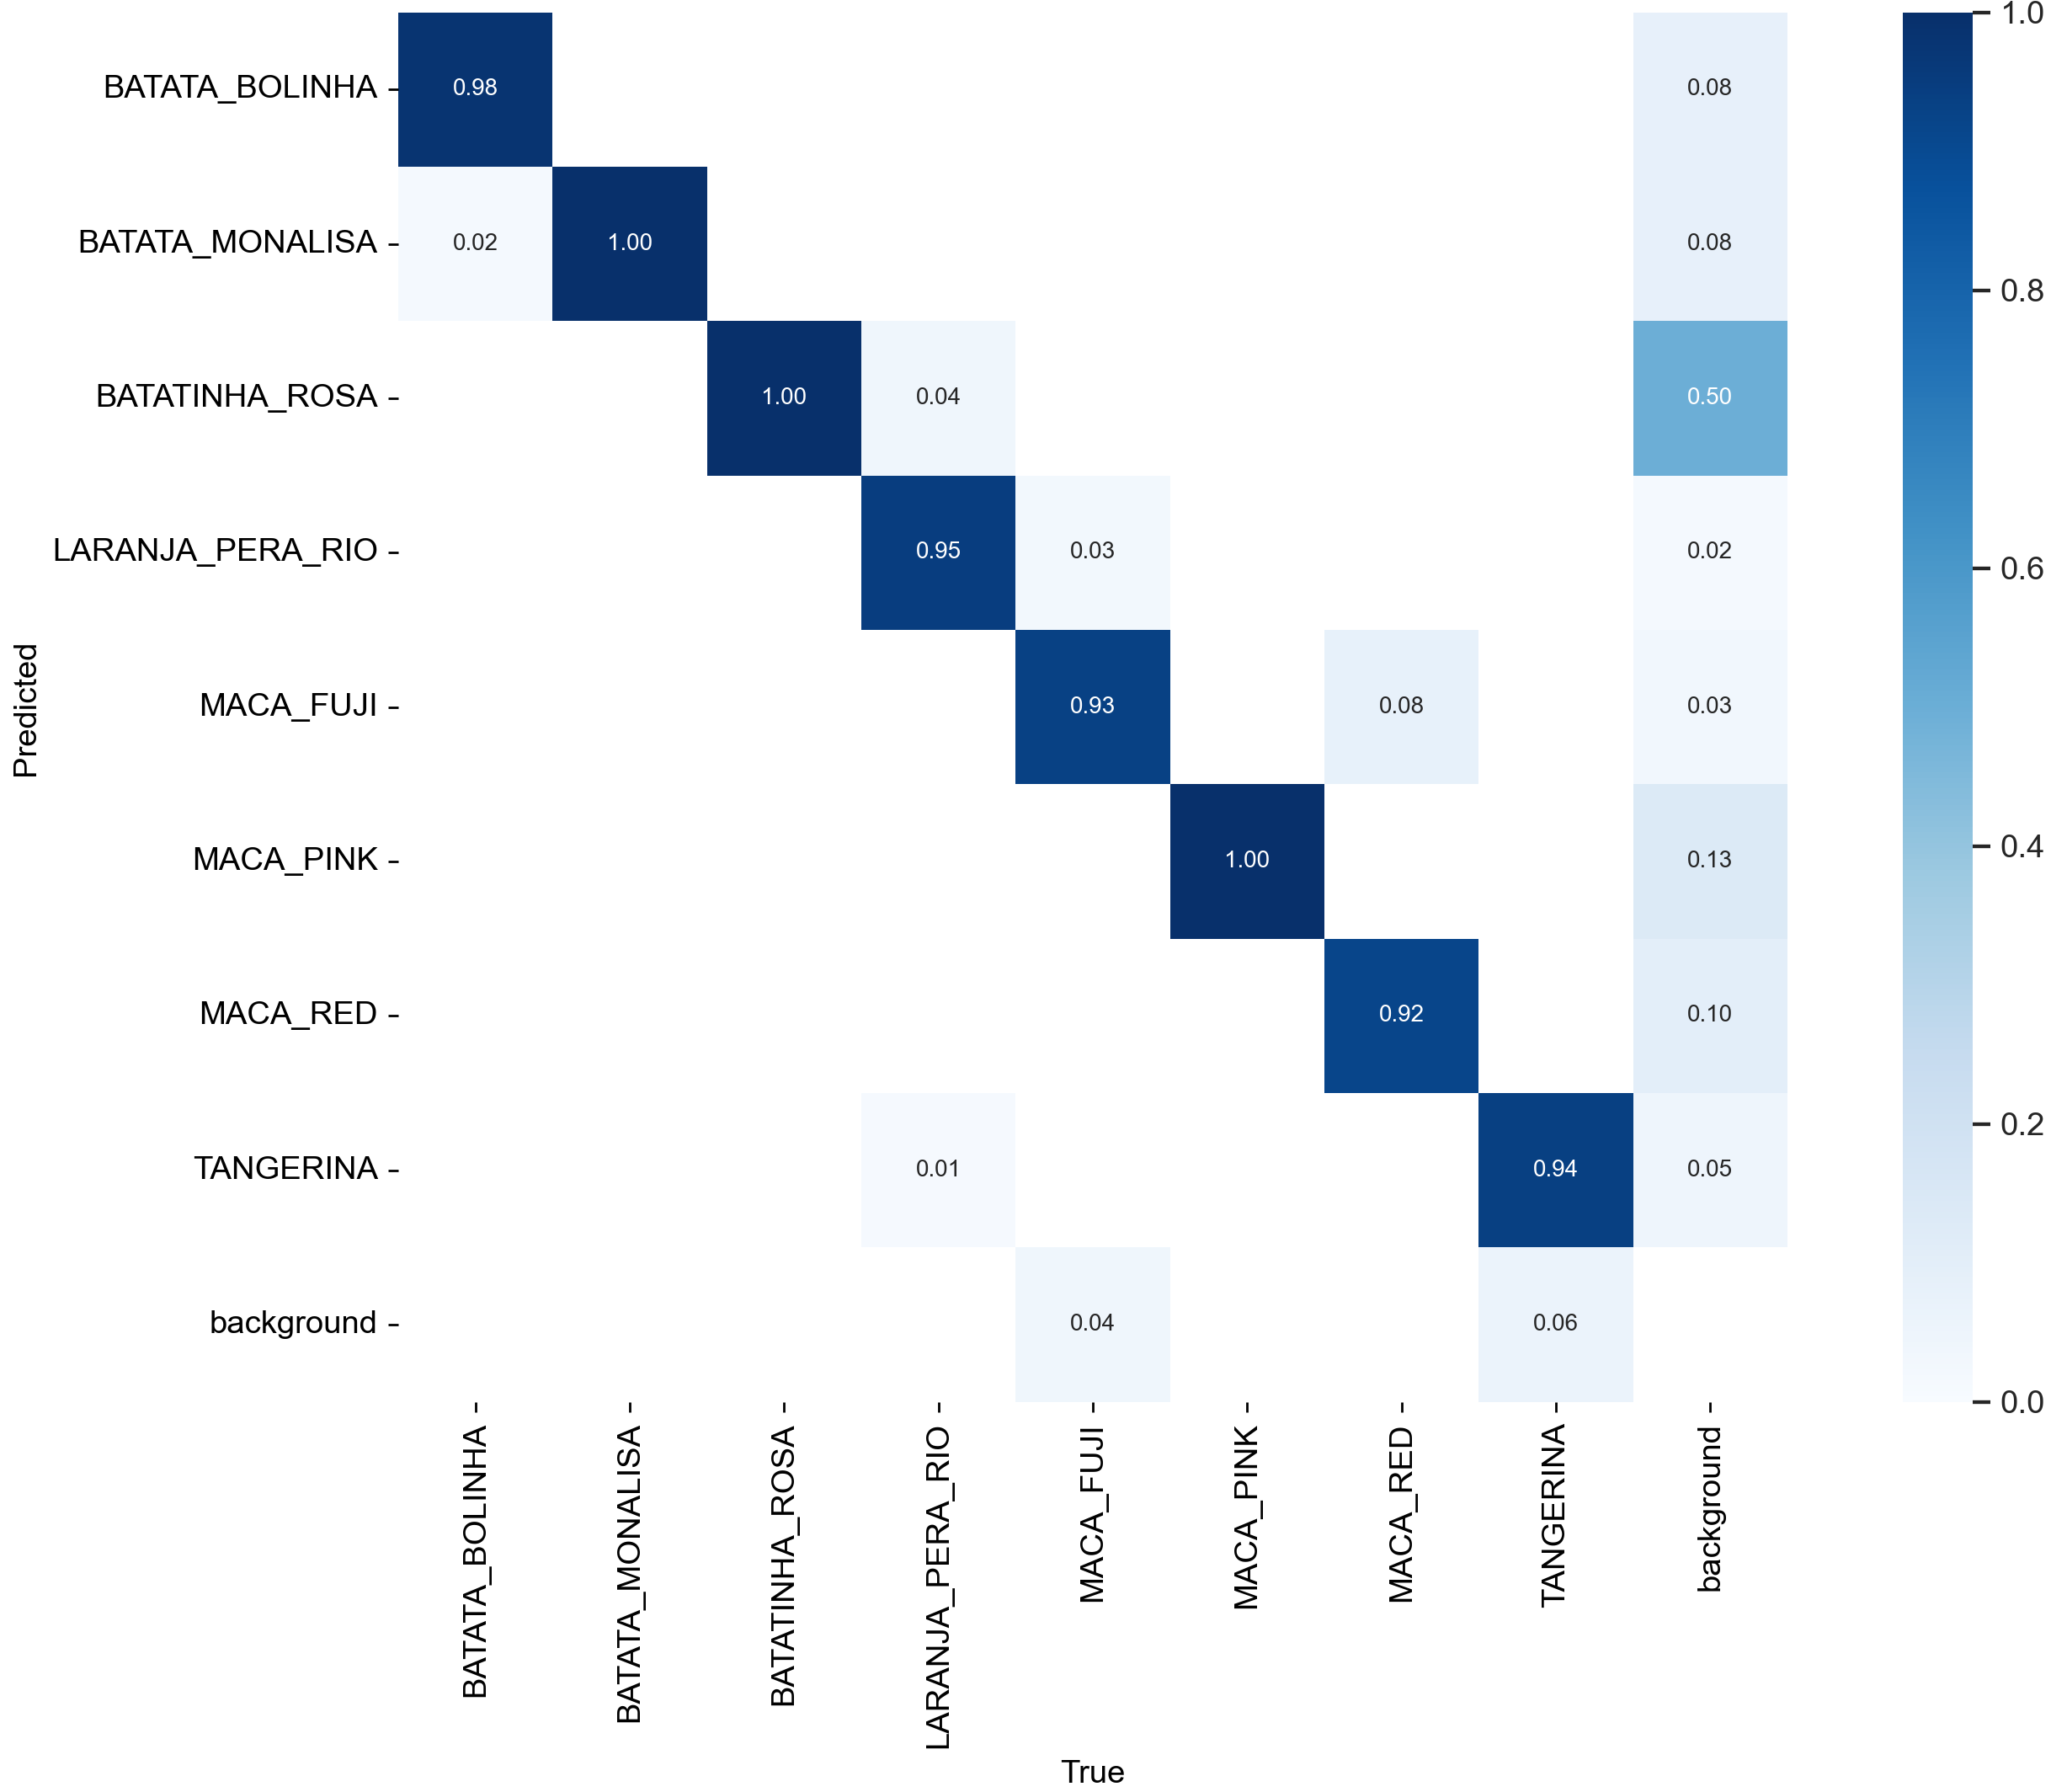 BATATA_BOLINHA 0.98 0.08
BATATA_MONALISA 0.02 1.00 0.08
BATATINHA_ROSA 1.00 0.04 0.50
LARANJA_PERA_RIO 0.95 0.03 0.02
MACA_FUJI 0.93 0.08 0.03
MACA_PINK 1.00 0.13
MACA_RED 0.92 0.10
TANGERINA 0.01 0.94 0.05
background 0.04 0.06
Predicted
BATATA_BOLINHA
BATATA_MONALISA
BATATINHA_ROSA
LARANJA_PERA_RIO
MACA_FUJI
MACA_PINK
MACA_RED
TANGERINA
background
True
1.0
0.8
0.6
0.4
0.2
0.0